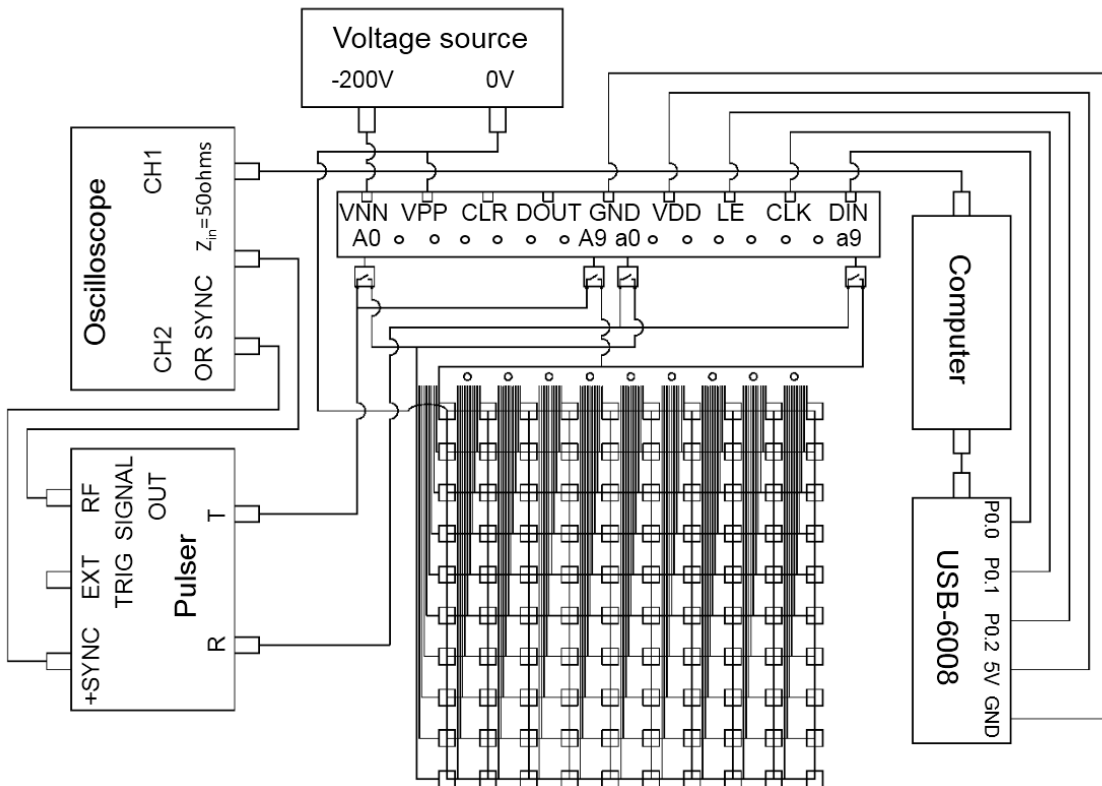 Voltage source
-200V 0V
Oscilloscope
CH1
Z_in=50ohms
CH2
OR SYNC
VNN VPP CLR DOUT GND VDD LE CLK DIN
A0 A9 a0 a9
Computer
Pulser
RF
SIGNAL
OUT
EXT
TRIG
+SYNC
T
R
USB-6008
P0.0
P0.1
P0.2
5V
GND